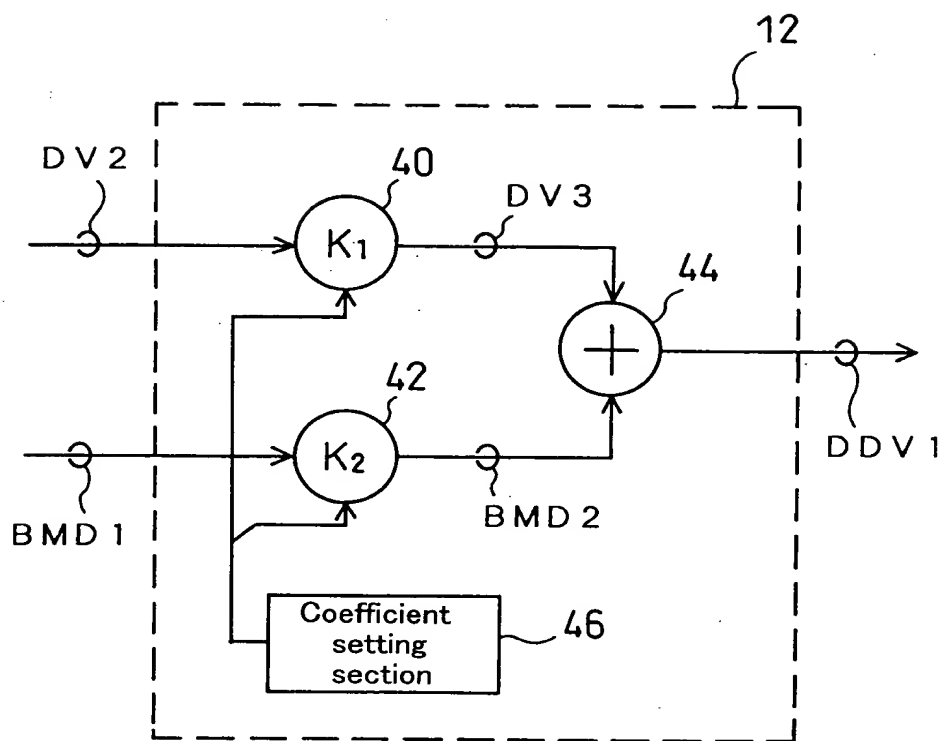 12
DV2
40
DV3
K1
44
+
42
DDV1
K2
BMD1
BMD2
Coefficient
setting
section
46